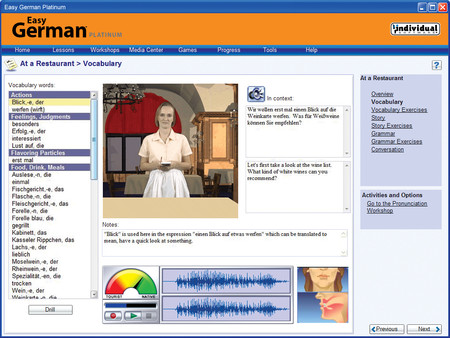 Easy German Platinum
Easy
German PLATINUM
individual
Home Lessons Workshops Media Center Games Progress Tools Help
At a Restaurant > Vocabulary
?
Vocabulary words:
Actions
Blick,-e, der
werfen (wirft)
Feelings, Judgments
besonders
Erfolg,-e, der
interessiert
Lust auf, die
Flavoring Particles
erst mal
Food, Drink, Meals
Auslese,-n, die
einmal
Fischgericht,-e, das
Flasche,-n, die
Fleischgericht,-e, das
Forelle,-n, die
Forelle blau, die
gegrillt
Kabinett, das
Kasseler Rippchen, das
Lachs,-e, der
lieblich
Moselwein,-e, der
Rheinwein,-e, der
Spezialität,-en, die
trocken
Wein,-e, der
Weinkarte,-n, die
Drill
In context:
Wir wollen erst mal einen Blick auf die
Weinkarte werfen. Was für Weißweine
können Sie empfehlen?
Let's first take a look at the wine list.
What kind of white wines can you
recommend?
Notes:
"Blick" is used here in the expression "einen Blick auf etwas werfen" which can be translated to
mean, have a quick look at something.
TOURIST NATIVE
At a Restaurant
Overview
Vocabulary
Vocabulary Exercises
Story
Story Exercises
Grammar
Grammar Exercises
Conversation
Activities and Options
Go to the Pronunciation
Workshop
Previous Next